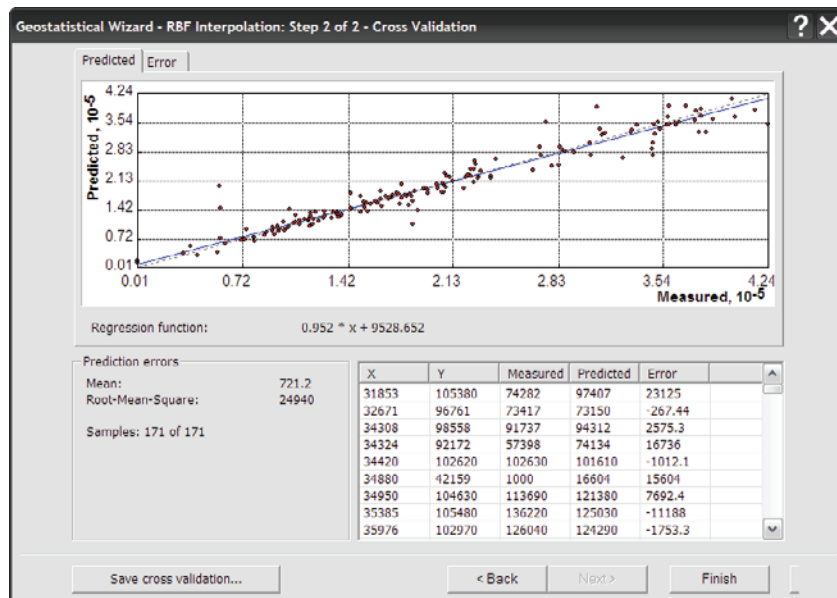 Geostatistical Wizard - RBF Interpolation: Step 2 of 2 - Cross Validation
Predicted Error
Predicted, 10-5
4.24
3.54
2.83
2.13
1.42
0.72
0.01
0.01 0.72 1.42 2.13 2.83 3.54 4.24
Measured, 10-5
Regression function: 0.952 * x + 9528.652
Prediction errors
Mean: 721.2
Root-Mean-Square: 24940
Samples: 171 of 171
X Y Measured Predicted Error
31853 105380 74282 97407 23125
32671 96761 73417 73150 -267.44
34308 98558 91737 94312 2575.3
34324 92172 57398 74134 16736
34420 102620 102630 101610 -1012.1
34880 42159 1000 16604 15604
34950 104630 113690 121380 7692.4
35385 105480 136220 125030 -11188
35976 102970 126040 124290 -1753.3
Save cross validation... < Back Next > Finish